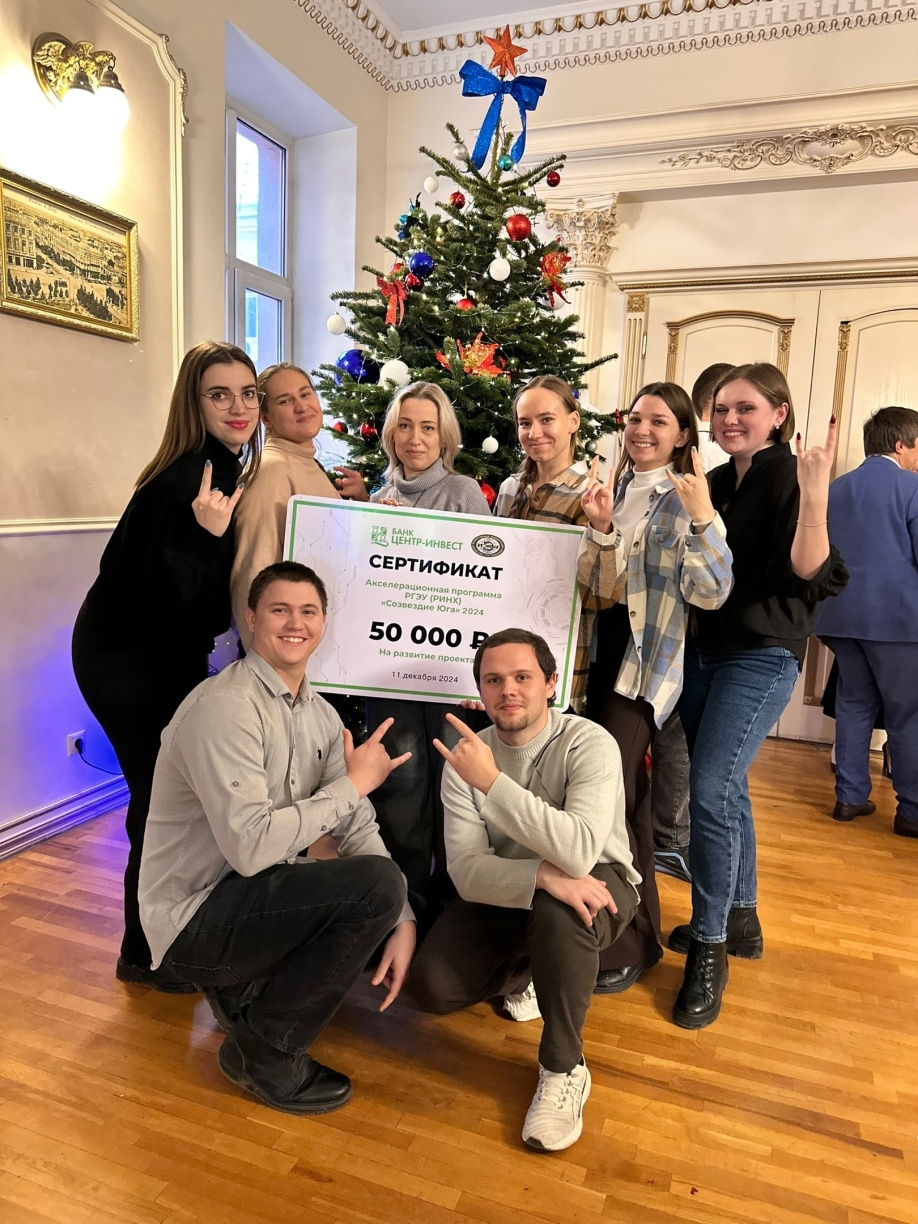 БАНК
ЦЕНТР-ИНВЕСТ
СЕРТИФИКАТ
Акселерационная программа
РГЭУ (РИНХ)
«Созвездие Юга» 2024
50 000 ₽
На развитие проекта
11 декабря 2024